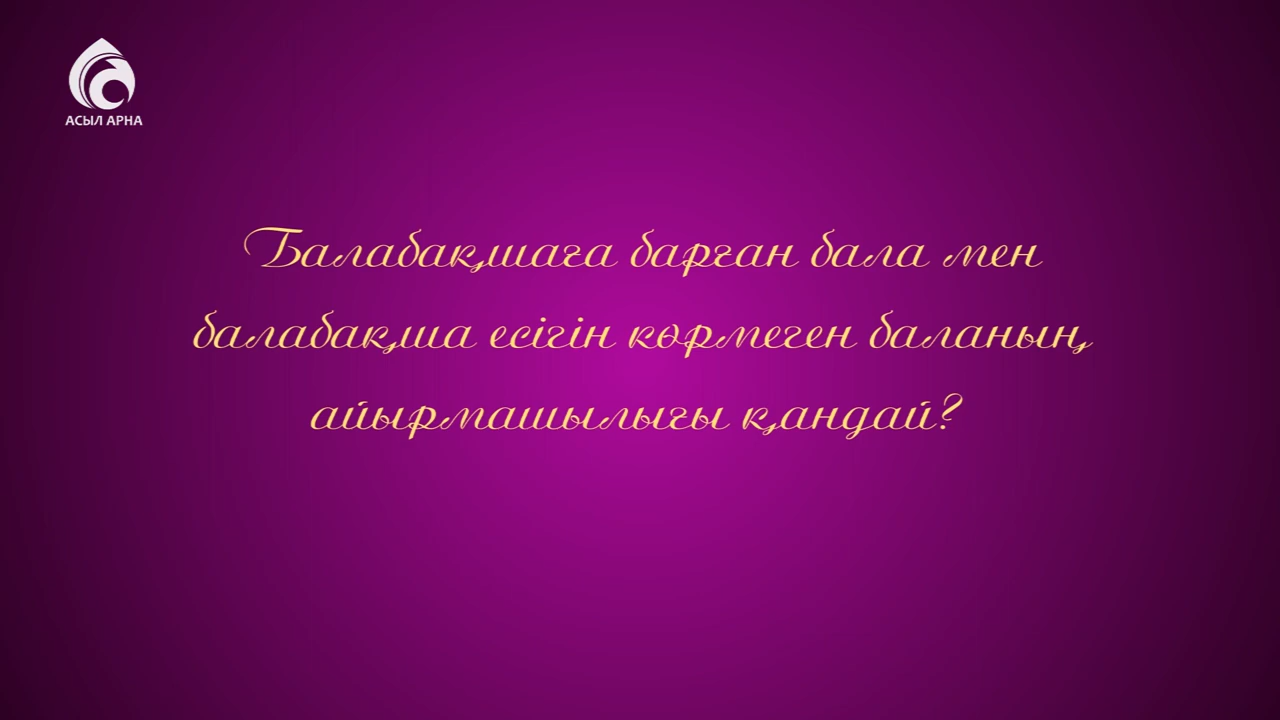 АСЫЛ АРНА
Балабақшаға барған бала мен
балабақша есігін көрмеген баланың
айырмашылығы қандай?